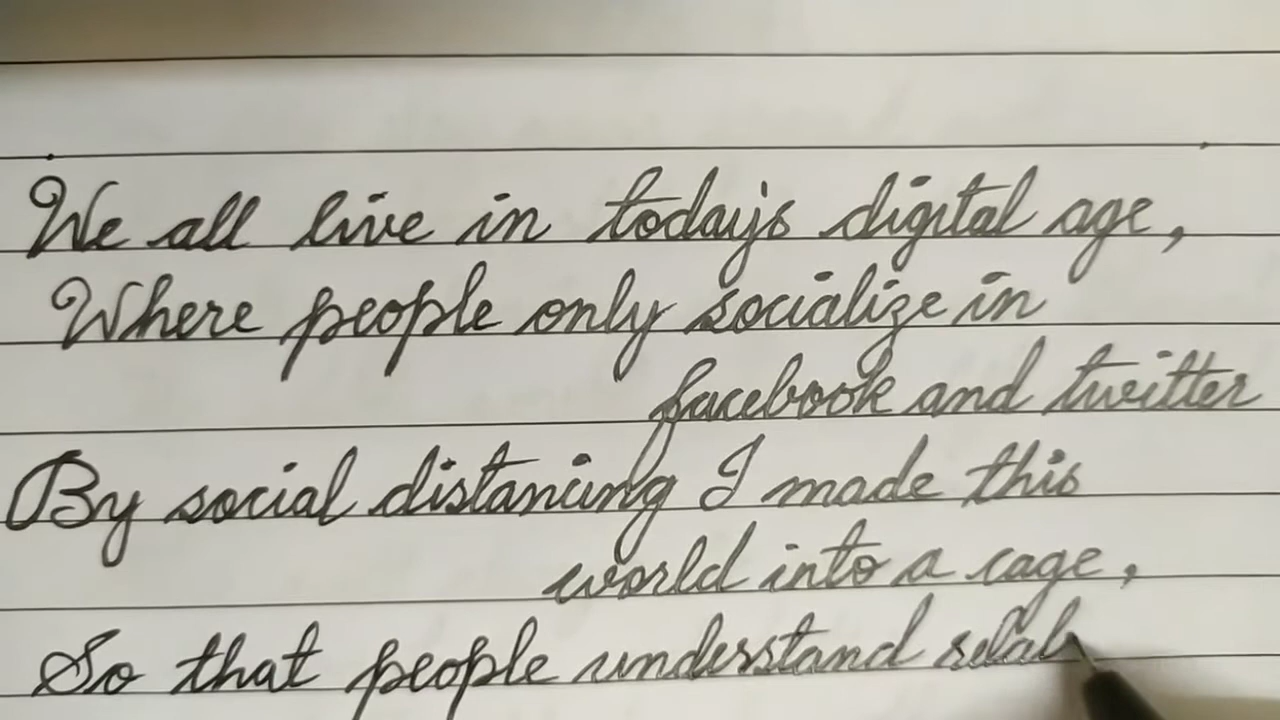 We all live in today's digital age,
Where people only socialize in
facebook and twitter
By social distancing I made this
world into a cage,
So that people understand